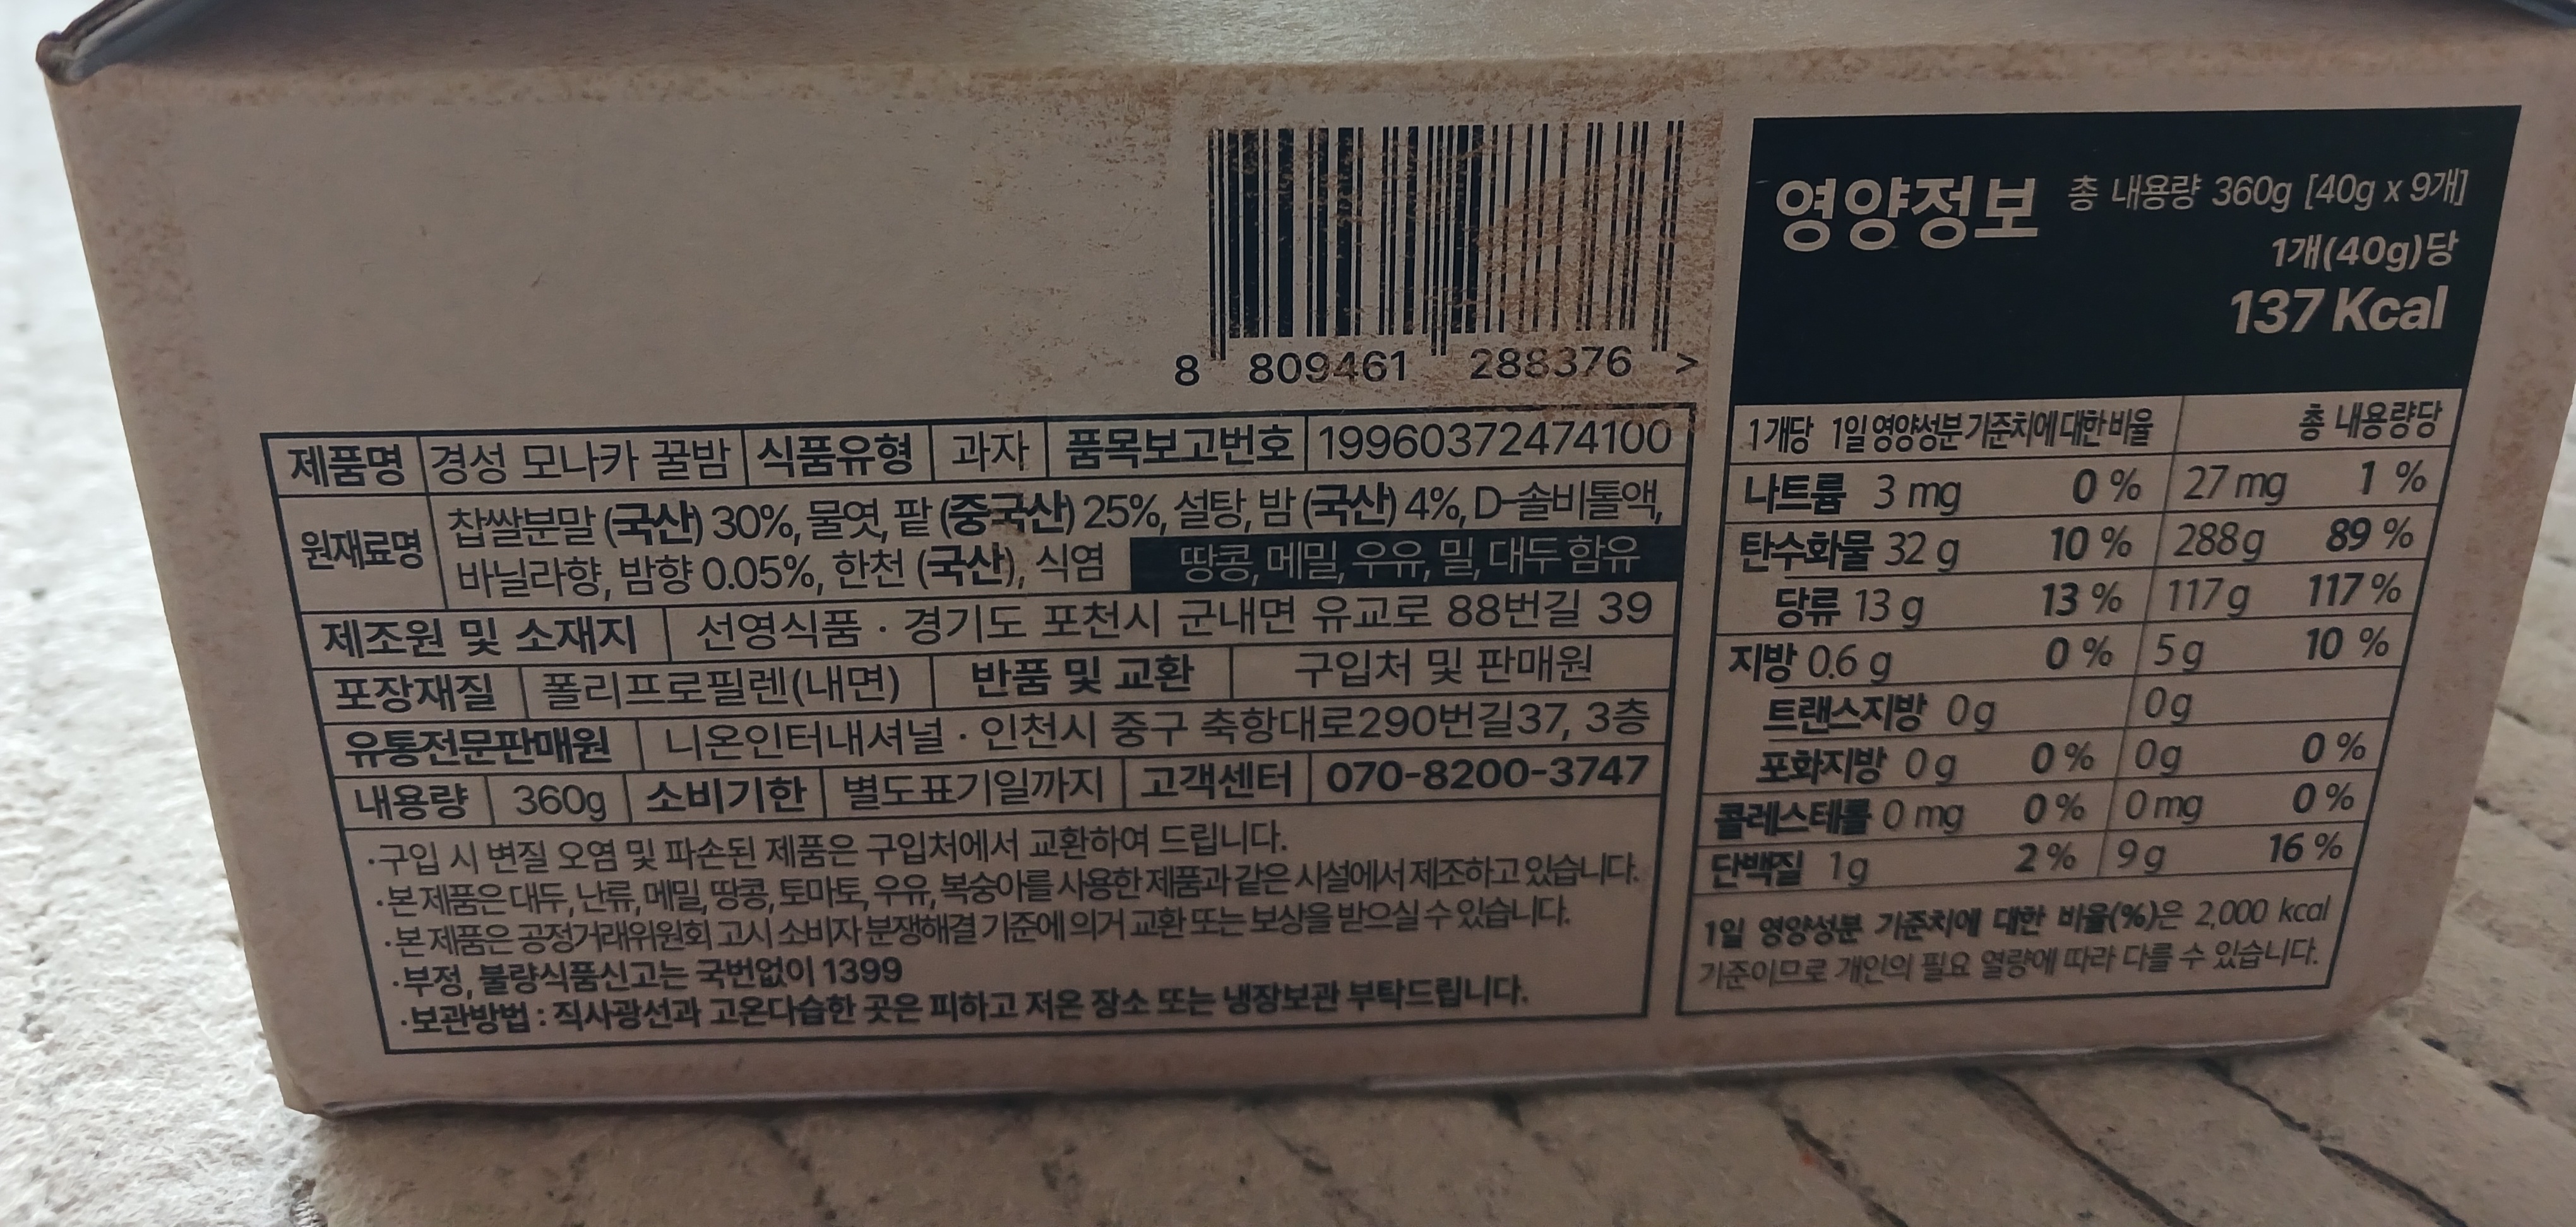 8 809461 288376 >
제품명 경성 모나카 꿀밤 식품유형 과자 품목보고번호 19960372474100
원재료명 찹쌀분말 (국산) 30%, 물엿, 팥 (중국산) 25%, 설탕, 밤 (국산) 4%, D-솔비톨액,
바닐라향, 밤향 0.05%, 한천 (국산), 식염 땅콩, 메밀, 우유, 밀, 대두 함유
제조원 및 소재지 선영식품 · 경기도 포천시 군내면 유교로 88번길 39
포장재질 폴리프로필렌(내면) 반품 및 교환 구입처 및 판매원
유통전문판매원 니온인터내셔널 · 인천시 중구 축항대로290번길37, 3층
내용량 360g 소비기한 별도표기일까지 고객센터 070-8200-3747
·구입 시 변질 오염 및 파손된 제품은 구입처에서 교환하여 드립니다.
·본 제품은 대두, 난류, 메밀, 땅콩, 토마토, 우유, 복숭아를 사용한 제품과 같은 시설에서 제조하고 있습니다.
·본 제품은 공정거래위원회 고시 소비자 분쟁해결 기준에 의거 교환 또는 보상을 받으실 수 있습니다.
·부정, 불량식품신고는 국번없이 1399
·보관방법 : 직사광선과 고온다습한 곳은 피하고 저온 장소 또는 냉장보관 부탁드립니다.
영양정보 총 내용량 360g [40g x 9개]
1개(40g)당
137 Kcal
1개당 1일 영양성분 기준치에 대한 비율 총 내용량당
나트륨 3 mg 0 % 27 mg 1 %
탄수화물 32 g 10 % 288g 89 %
당류 13 g 13 % 117g 117 %
지방 0.6 g 0 % 5g 10 %
트랜스지방 0g 0g
포화지방 0g 0 % 0g 0 %
콜레스테롤 0 mg 0 % 0 mg 0 %
단백질 1g 2 % 9g 16 %
1일 영양성분 기준치에 대한 비율(%)은 2,000 kcal
기준이므로 개인의 필요 열량에 따라 다를 수 있습니다.